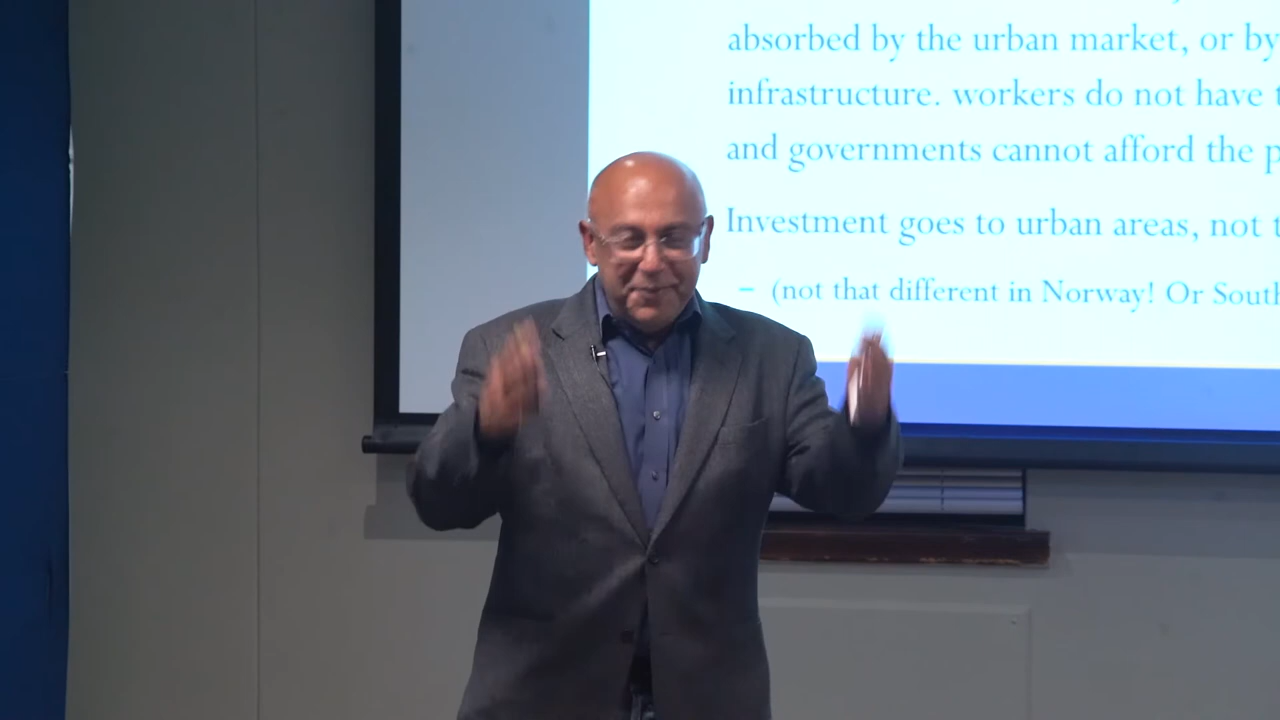 absorbed by the urban market, or by
infrastructure. workers do not have
and governments cannot afford the
Investment goes to urban areas, not
– (not that different in Norway! Or South